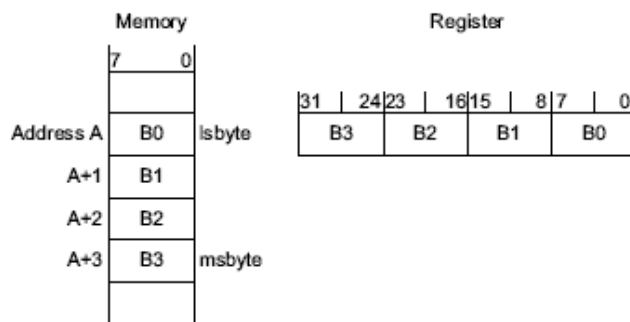 Memory Register
7 0
31 24 23 16 15 8 7 0
Address A B0 lsbyte B3 B2 B1 B0
A+1 B1
A+2 B2
A+3 B3 msbyte